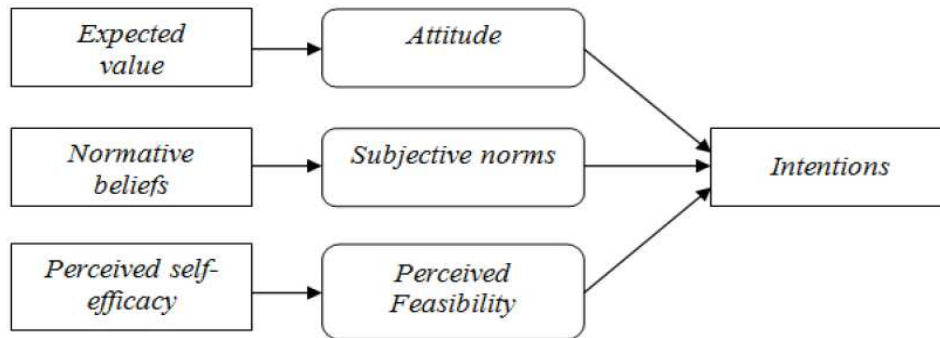 Expected
value
Attitude
Normative
beliefs
Subjective norms
Intentions
Perceived self-
efficacy
Perceived
Feasibility